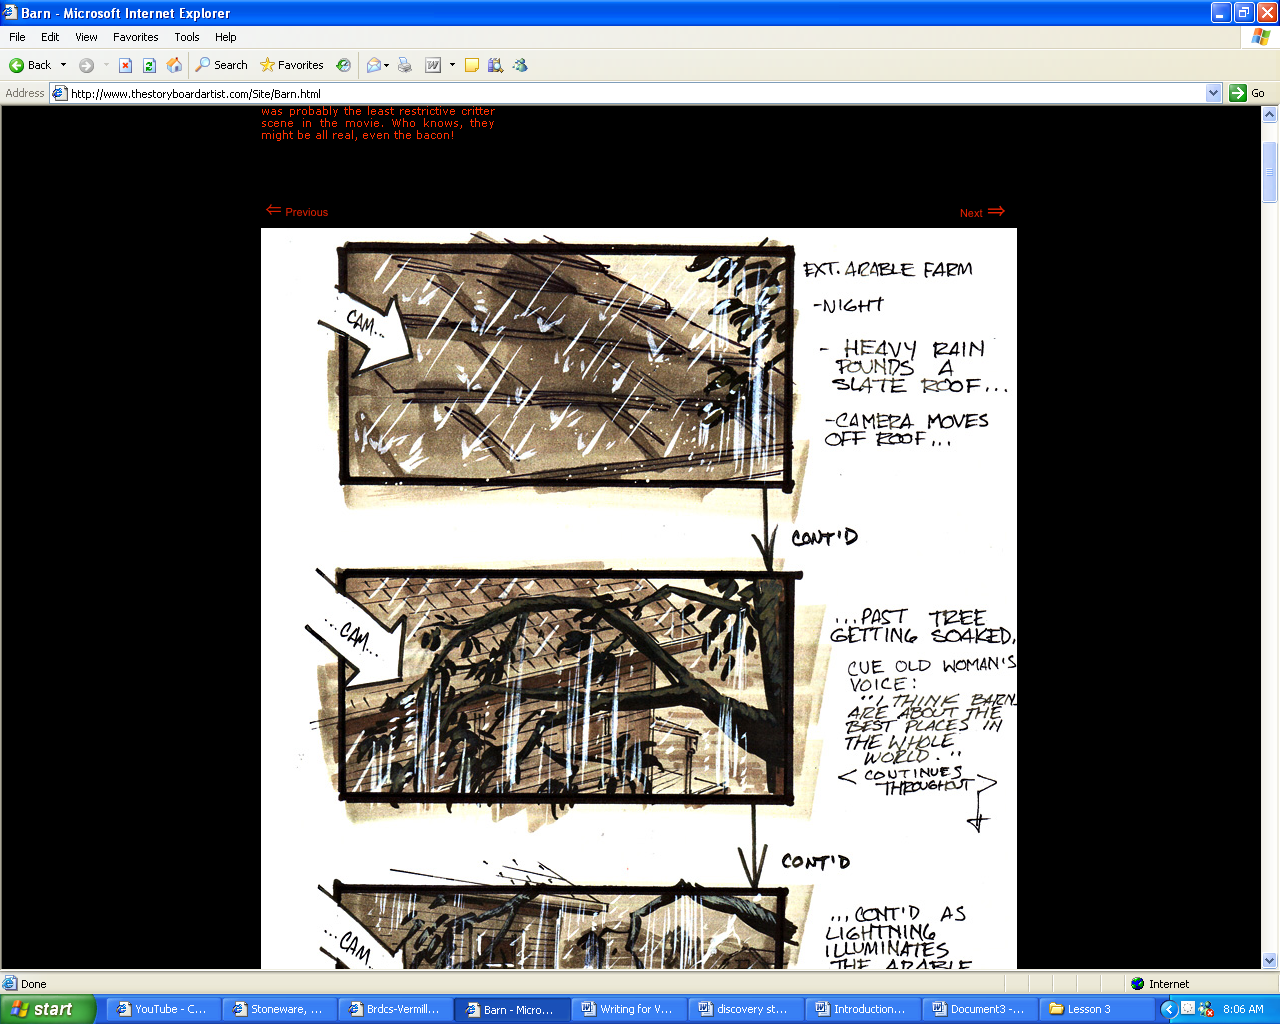 Barn - Microsoft Internet Explorer
File Edit View Favorites Tools Help
Back Search Favorites
Address http://www.thestoryboardartist.com/Site/Barn.html Go
was probably the least restrictive critter
scene in the movie. Who knows, they
might be all real, even the bacon!
Previous Next
CAM...
EXT. ARABLE FARM
-NIGHT
- HEAVY RAIN
POUNDS A
SLATE ROOF...
-CAMERA MOVES
OFF ROOF...
CONT'D
...CAM...
...PAST TREE
GETTING SOAKED.
CUE OLD WOMAN'S
VOICE:
"I THINK BARN
ARE ABOUT THE
BEST PLACES IN
THE WHOLE
WORLD."
< CONTINUES
THROUGHOUT >
CONT'D
...CAM...
...CONT'D AS
LIGHTNING
ILLUMINATES
THE ARABLE
Done Internet
start YouTube - C... Stoneware, ... Brdcs-Vermill... Barn - Micro... Writing for V... discovery st... Introduction... Document3 -... Lesson 3 8:06 AM